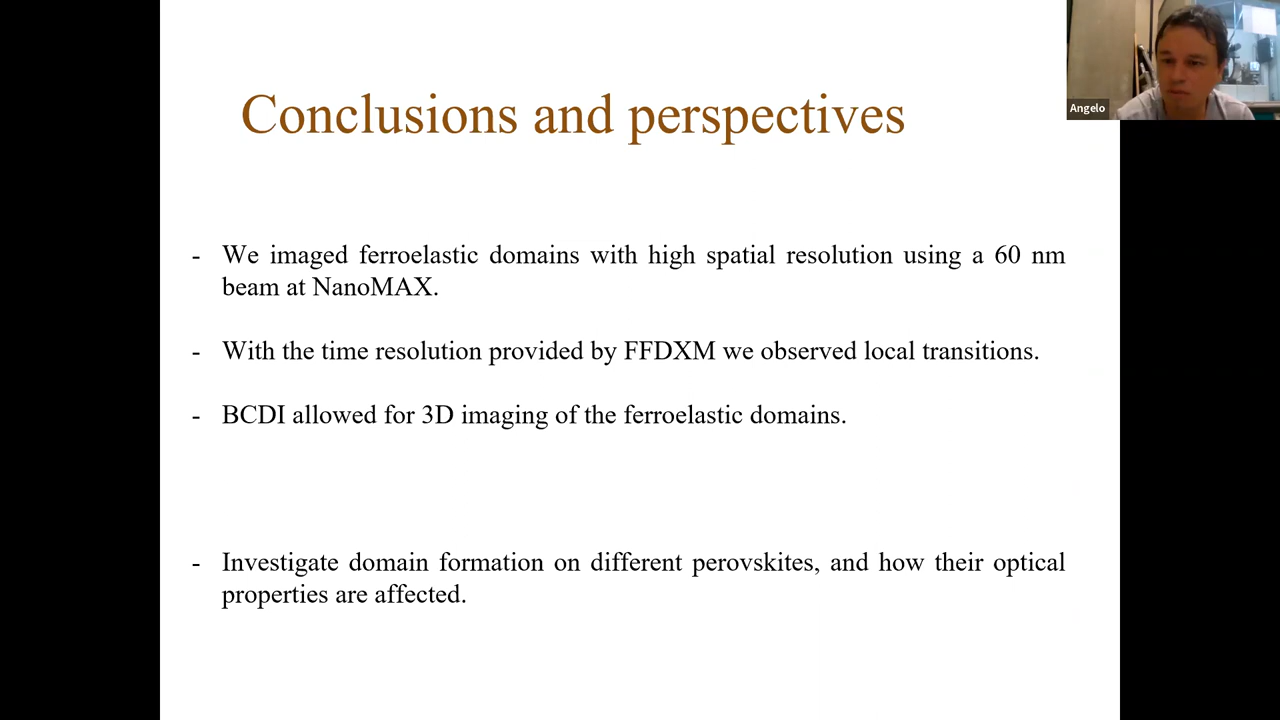 Conclusions and perspectives
Angelo
- We imaged ferroelastic domains with high spatial resolution using a 60 nm
beam at NanoMAX.
- With the time resolution provided by FFDXM we observed local transitions.
- BCDI allowed for 3D imaging of the ferroelastic domains.
- Investigate domain formation on different perovskites, and how their optical
properties are affected.